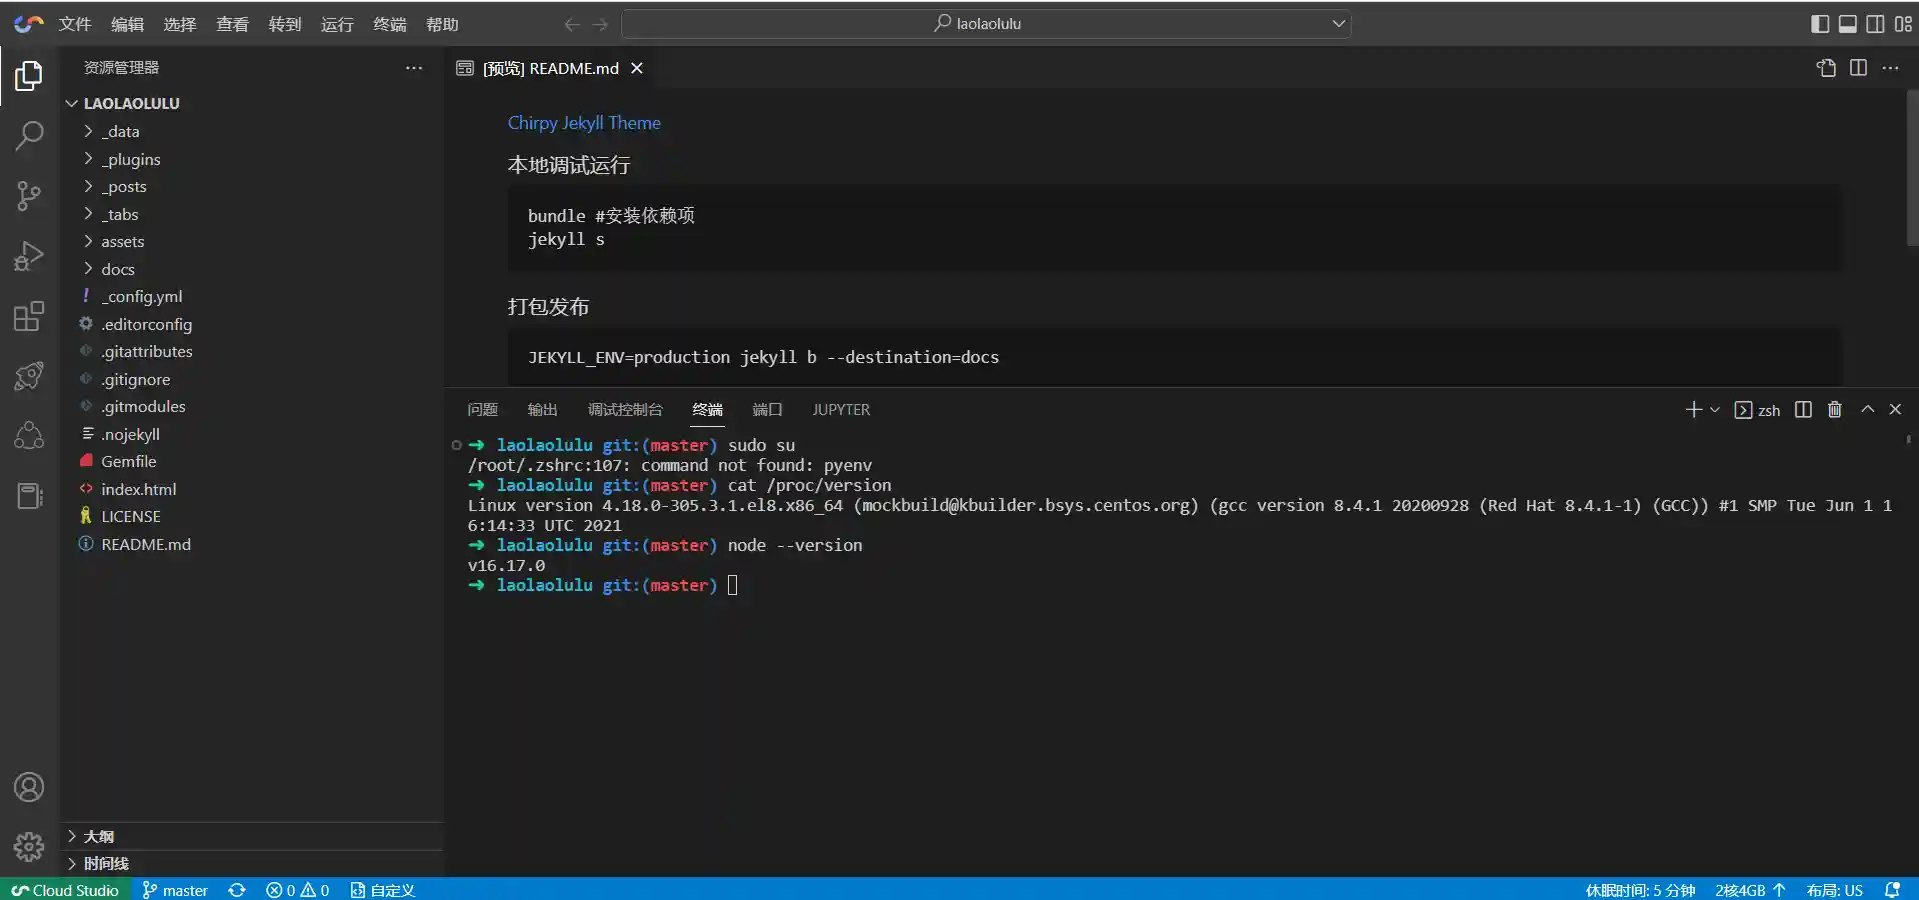 文件 编辑 选择 查看 转到 运行 终端 帮助
laolaolulu
资源管理器
[预览] README.md
LAOLAOLULU
_data
_plugins
_posts
_tabs
assets
docs
_config.yml
.editorconfig
.gitattributes
.gitignore
.gitmodules
.nojekyll
Gemfile
index.html
LICENSE
README.md
大纲
时间线
Chirpy Jekyll Theme
本地调试运行
bundle #安装依赖项
jekyll s
打包发布
JEKYLL_ENV=production jekyll b --destination=docs
问题 输出 调试控制台 终端 端口 JUPYTER
zsh
➜ laolaolulu git:(master) sudo su
/root/.zshrc:107: command not found: pyenv
➜ laolaolulu git:(master) cat /proc/version
Linux version 4.18.0-305.3.1.el8.x86_64 (mockbuild@kbuilder.bsys.centos.org) (gcc version 8.4.1 20200928 (Red Hat 8.4.1-1) (GCC)) #1 SMP Tue Jun 1 1
6:14:33 UTC 2021
➜ laolaolulu git:(master) node --version
v16.17.0
➜ laolaolulu git:(master)
Cloud Studio master 0 0 自定义
休眠时间: 5 分钟 2核4GB ↑ 布局: US